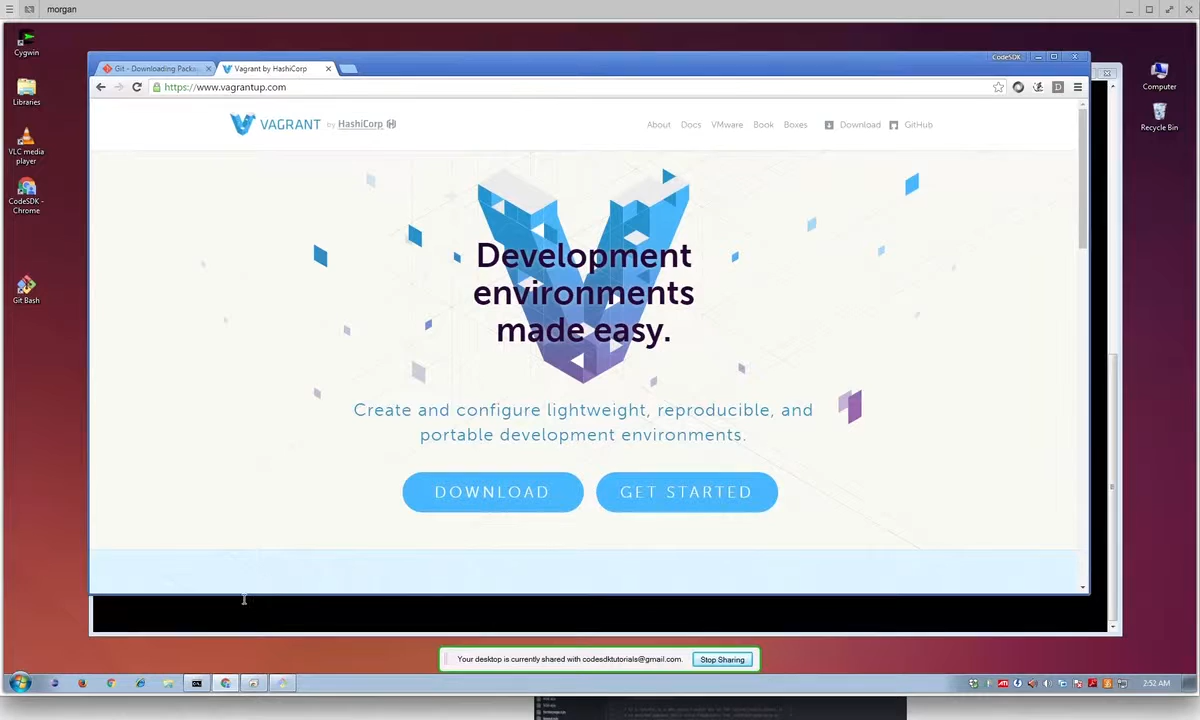 morgan
Cygwin
Libraries
VLC media
player
CodeSDK -
Chrome
Git Bash
Computer
Recycle Bin
CodeSDK
Git - Downloading Packa
Vagrant by HashiCorp
https://www.vagrantup.com
VAGRANT by HashiCorp
About Docs VMware Book Boxes Download GitHub
Development
environments
made easy.
Create and configure lightweight, reproducible, and
portable development environments.
DOWNLOAD GET STARTED
Your desktop is currently shared with codesdktutorials@gmail.com. Stop Sharing
2:52 AM